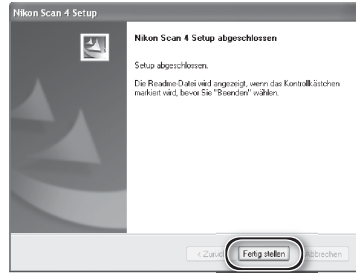 Nikon Scan 4 Setup
Nikon Scan 4 Setup abgeschlossen
Setup abgeschlossen.
Die Readme-Datei wird angezeigt, wenn das Kontrollkästchen
markiert wird, bevor Sie "Beenden" wählen.
< Zurück Fertig stellen Abbrechen